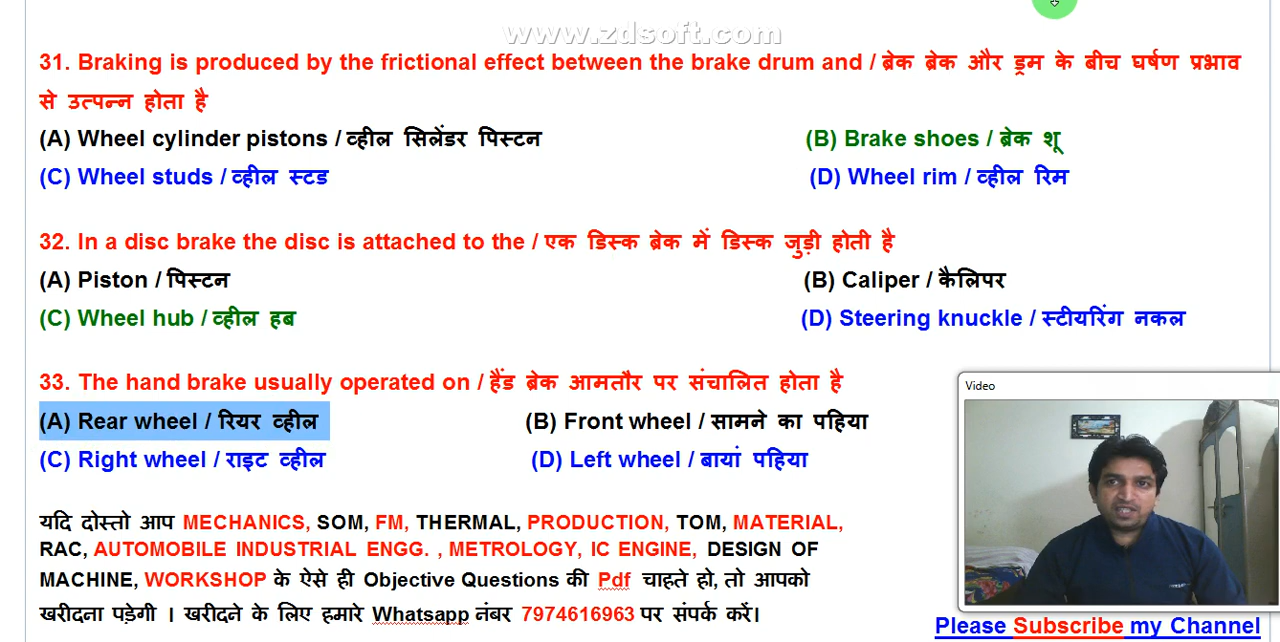 www.zdsoft.com
31. Braking is produced by the frictional effect between the brake drum and / ब्रेक ब्रेक और ड्रम के बीच घर्षण प्रभाव
से उत्पन्न होता है
(A) Wheel cylinder pistons / व्हील सिलेंडर पिस्टन (B) Brake shoes / ब्रेक शू
(C) Wheel studs / व्हील स्टड (D) Wheel rim / व्हील रिम
32. In a disc brake the disc is attached to the / एक डिस्क ब्रेक में डिस्क जुड़ी होती है
(A) Piston / पिस्टन (B) Caliper / कैलिपर
(C) Wheel hub / व्हील हब (D) Steering knuckle / स्टीयरिंग नकल
33. The hand brake usually operated on / हैंड ब्रेक आमतौर पर संचालित होता है
(A) Rear wheel / रियर व्हील (B) Front wheel / सामने का पहिया
(C) Right wheel / राइट व्हील (D) Left wheel / बायां पहिया
Video
यदि दोस्तो आप MECHANICS, SOM, FM, THERMAL, PRODUCTION, TOM, MATERIAL,
RAC, AUTOMOBILE INDUSTRIAL ENGG. , METROLOGY, IC ENGINE, DESIGN OF
MACHINE, WORKSHOP के ऐसे ही Objective Questions की Pdf चाहते हो, तो आपको
खरीदना पड़ेगी । खरीदने के लिए हमारे Whatsapp नंबर 7974616963 पर संपर्क करें।
Please Subscribe my Channel